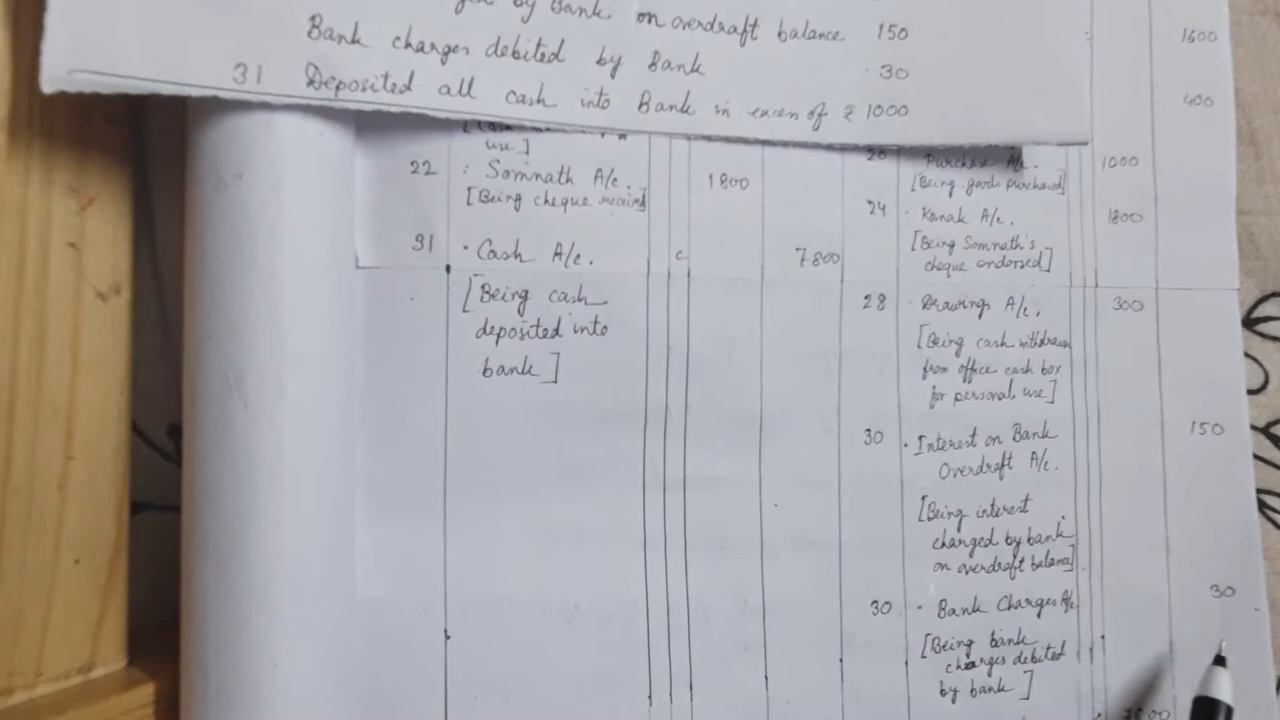 by Bank on overdraft balance 150
Bank charges debited by Bank 30
31 Deposited all cash into Bank in excen of ₹ 1000
1600
400
use]
22 Somnath A/c. 1800
[Being cheque received]
31 Cash A/c. c 7800
[Being cash
deposited into
bank]
20 Purchase A/c. 1000
[Being goods purchased]
24 Kanak A/c. 1800
[Being Somnath's
cheque endorsed]
28 Drawing A/c. 300
[Being cash withdrawn
from office cash box
for personal use]
30 Interest on Bank 150
Overdraft A/c.
[Being interest
charged by bank
on overdraft balance]
30 Bank Charges A/c. 30
[Being bank
charges debited
by bank]